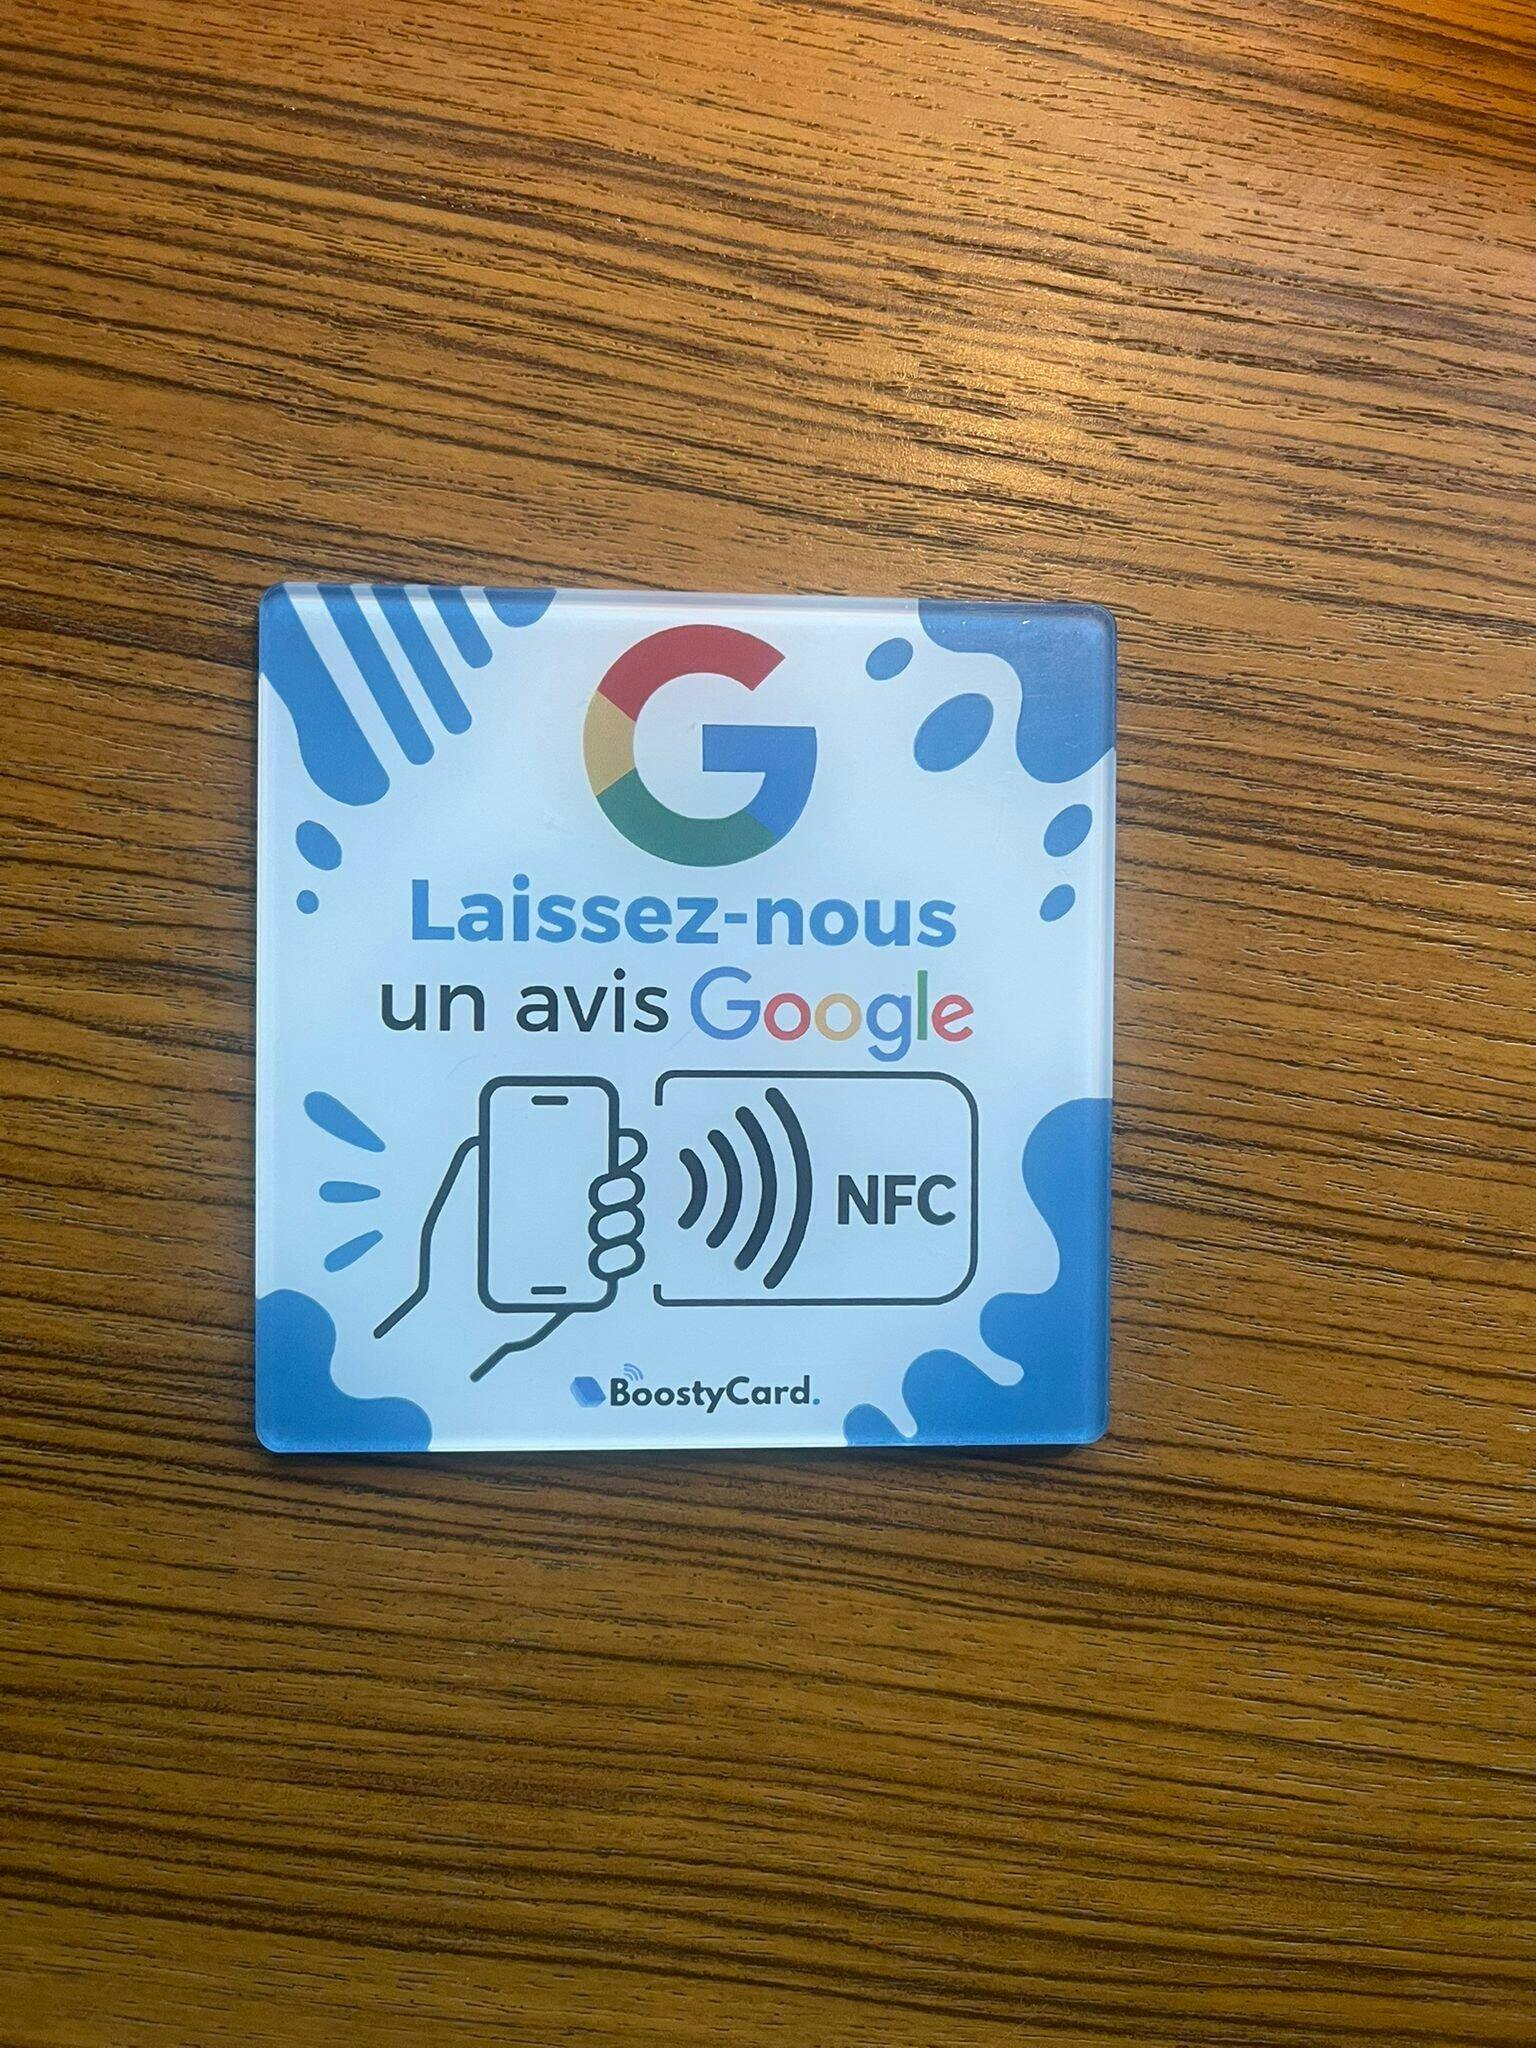 Laissez-nous
un avis Google
NFC
BoostyCard.